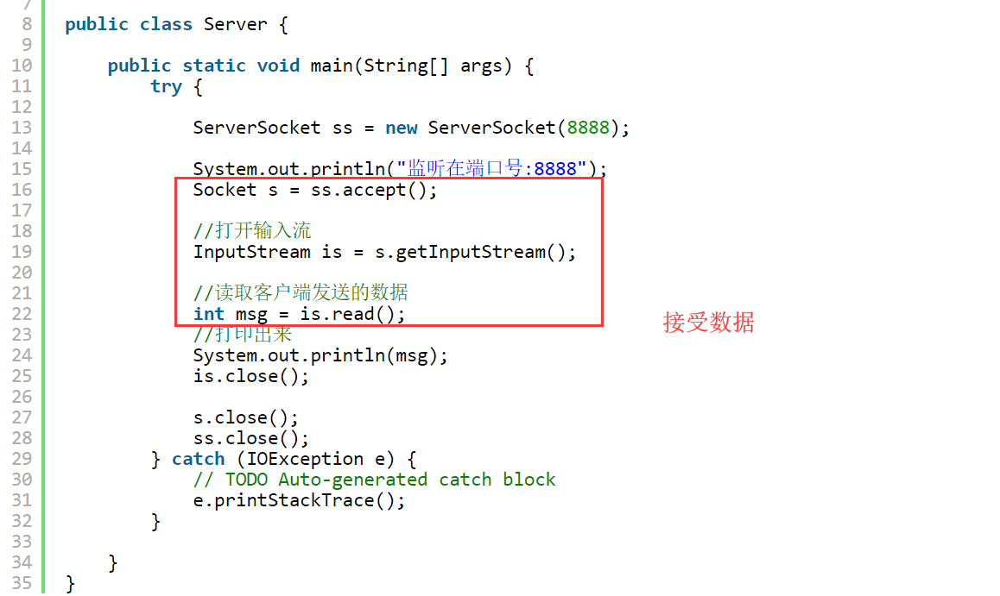 7
8 public class Server {
9
10 public static void main(String[] args) {
11 try {
12
13 ServerSocket ss = new ServerSocket(8888);
14
15 System.out.println("监听在端口号:8888");
16 Socket s = ss.accept();
17
18 //打开输入流
19 InputStream is = s.getInputStream();
20
21 //读取客户端发送的数据
22 int msg = is.read();
接受数据
23 //打印出来
24 System.out.println(msg);
25 is.close();
26
27 s.close();
28 ss.close();
29 } catch (IOException e) {
30 // TODO Auto-generated catch block
31 e.printStackTrace();
32 }
33
34 }
35 }